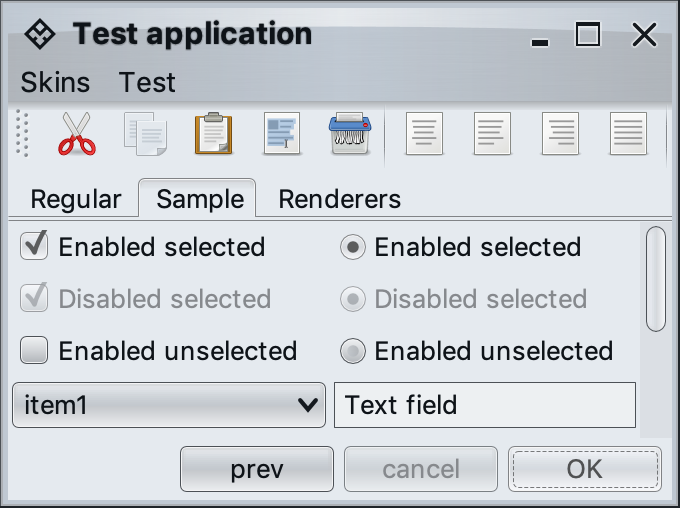 Test application
Skins Test
Regular Sample Renderers
Enabled selected Enabled selected
Disabled selected Disabled selected
Enabled unselected Enabled unselected
item1 Text field
prev cancel OK